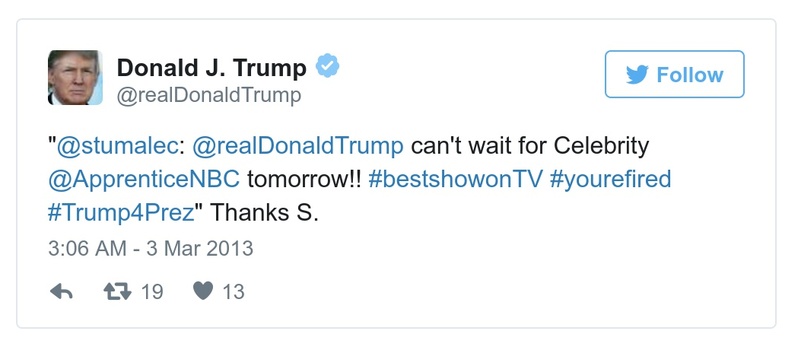 Donald J. Trump
@realDonaldTrump
Follow
"@stumalec: @realDonaldTrump can't wait for Celebrity
@ApprenticeNBC tomorrow!! #bestshowonTV #yourefired
#Trump4Prez" Thanks S.
3:06 AM - 3 Mar 2013
19 13